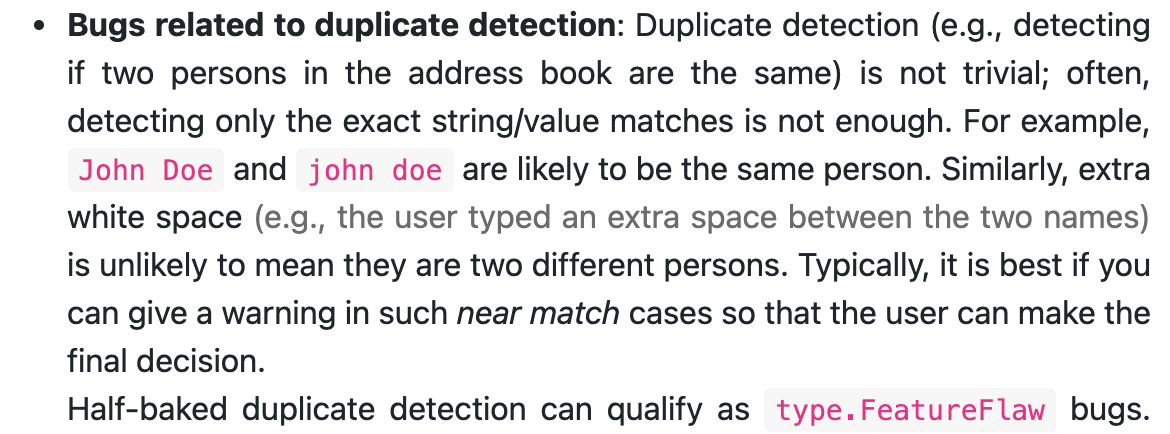 • Bugs related to duplicate detection: Duplicate detection (e.g., detecting
if two persons in the address book are the same) is not trivial; often,
detecting only the exact string/value matches is not enough. For example,
John Doe and john doe are likely to be the same person. Similarly, extra
white space (e.g., the user typed an extra space between the two names)
is unlikely to mean they are two different persons. Typically, it is best if you
can give a warning in such near match cases so that the user can make the
final decision.
Half-baked duplicate detection can qualify as type.FeatureFlaw bugs.